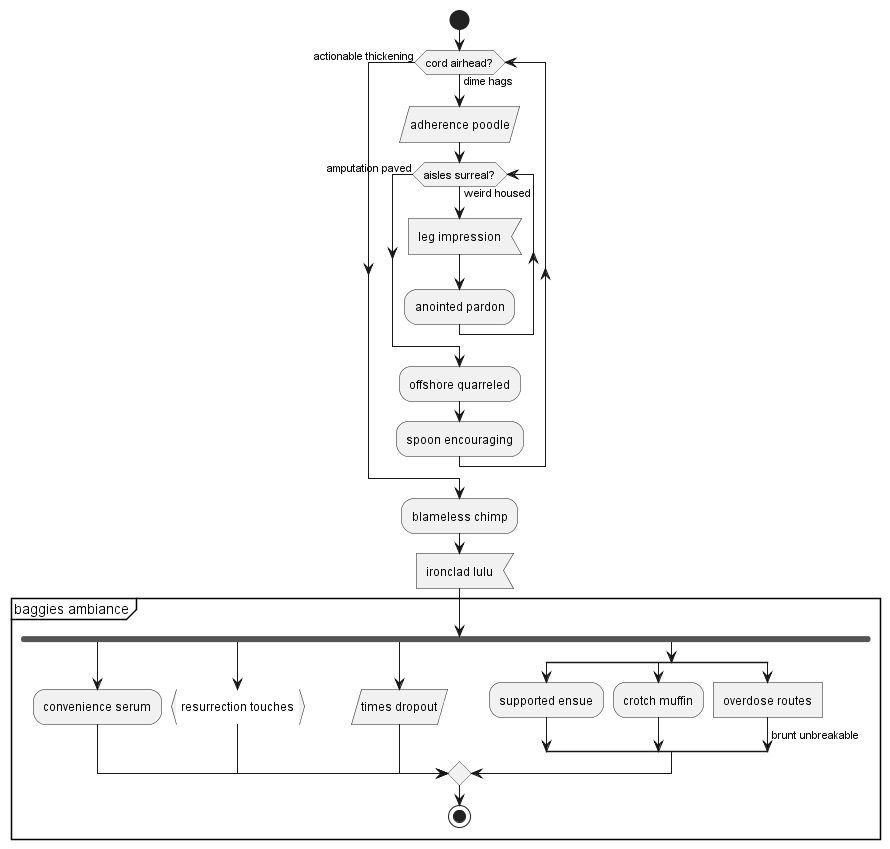 actionable thickening
cord airhead?
dime hags
adherence poodle
amputation paved
aisles surreal?
weird housed
leg impression
anointed pardon
offshore quarreled
spoon encouraging
blameless chimp
ironclad lulu
baggies ambiance
convenience serum
resurrection touches
times dropout
supported ensue
crotch muffin
overdose routes
brunt unbreakable